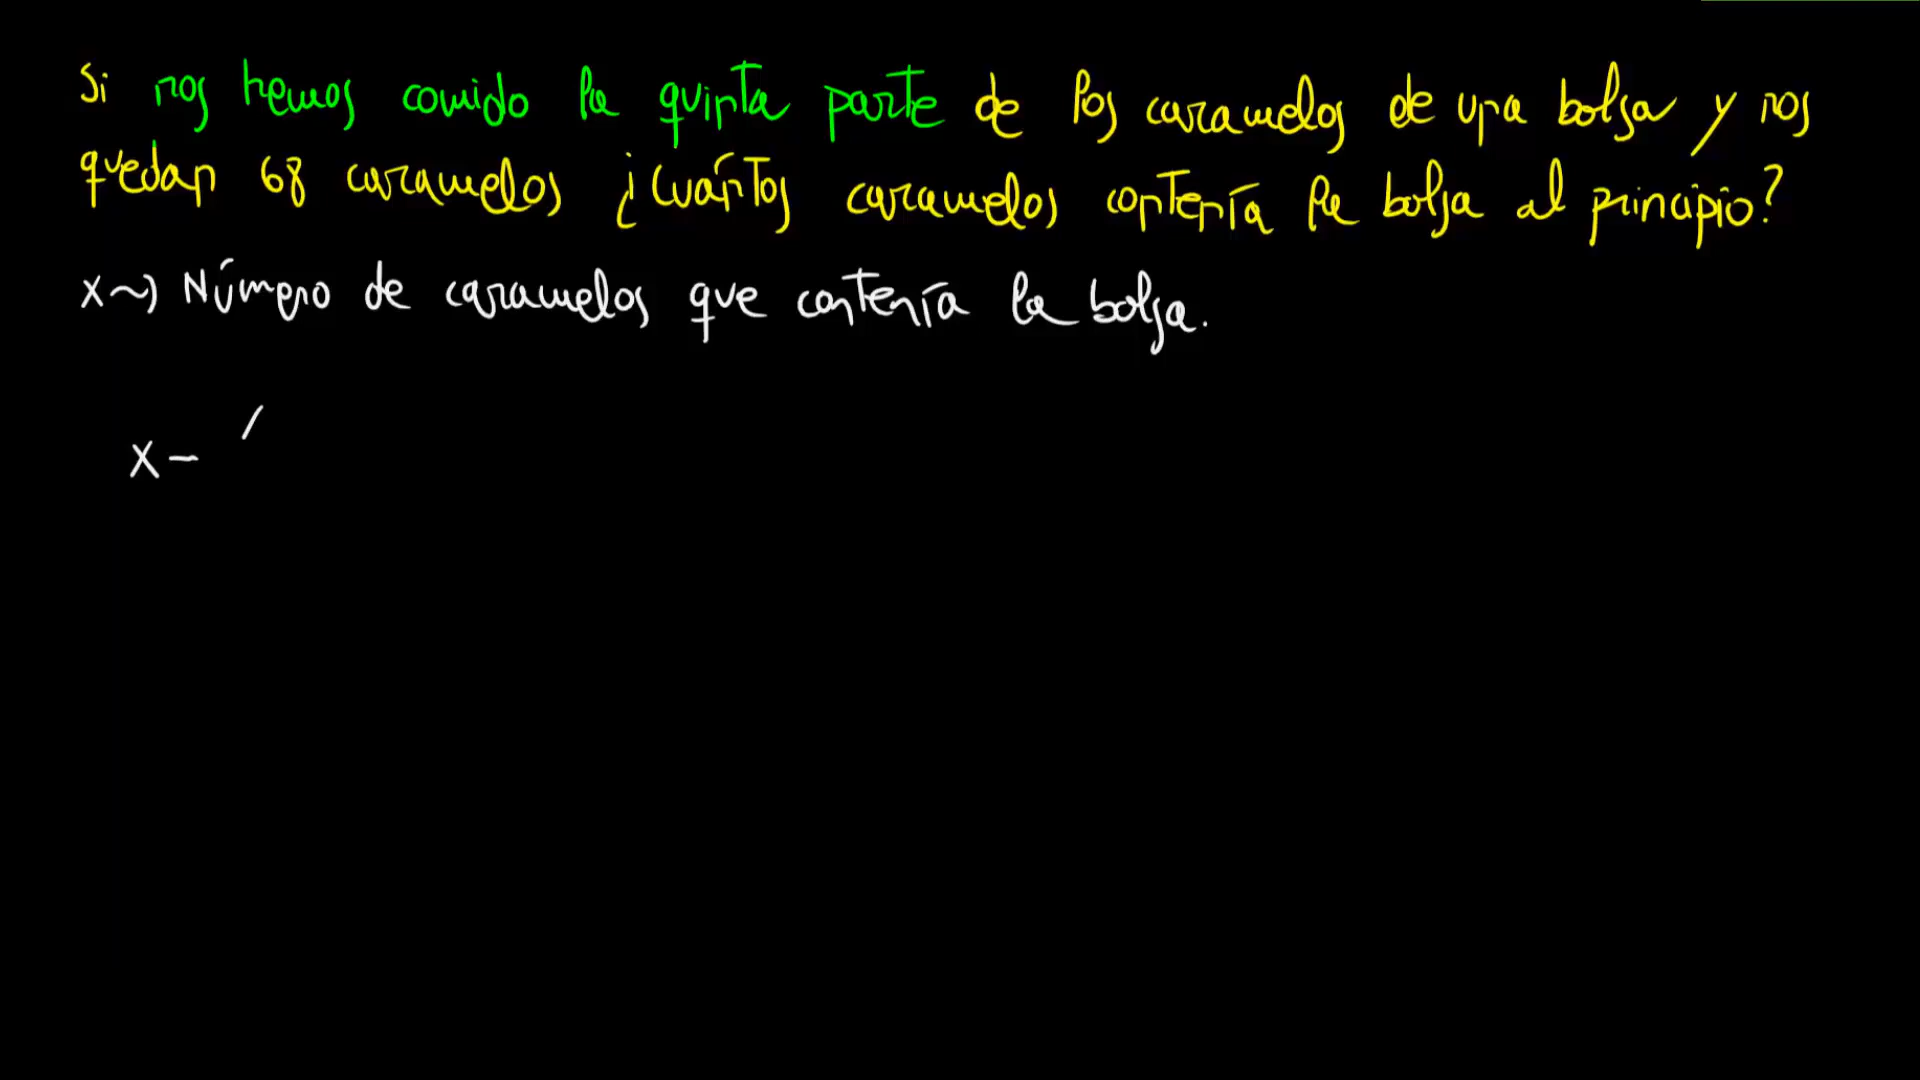 Si nos hemos comido la quinta parte de los caramelos de una bolsa y nos
quedan 68 caramelos ¿Cuántos caramelos contenía la bolsa al principio?
x⤳ Número de caramelos que contenía la bolsa.
x -